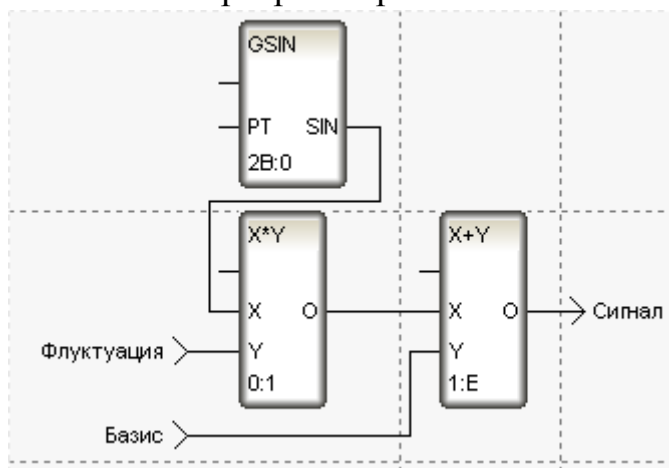 GSIN
PT SIN
2B:0
X*Y
X O
Флуктуация Y
0:1
X+Y
X O Сигнал
Y
1:E
Базис